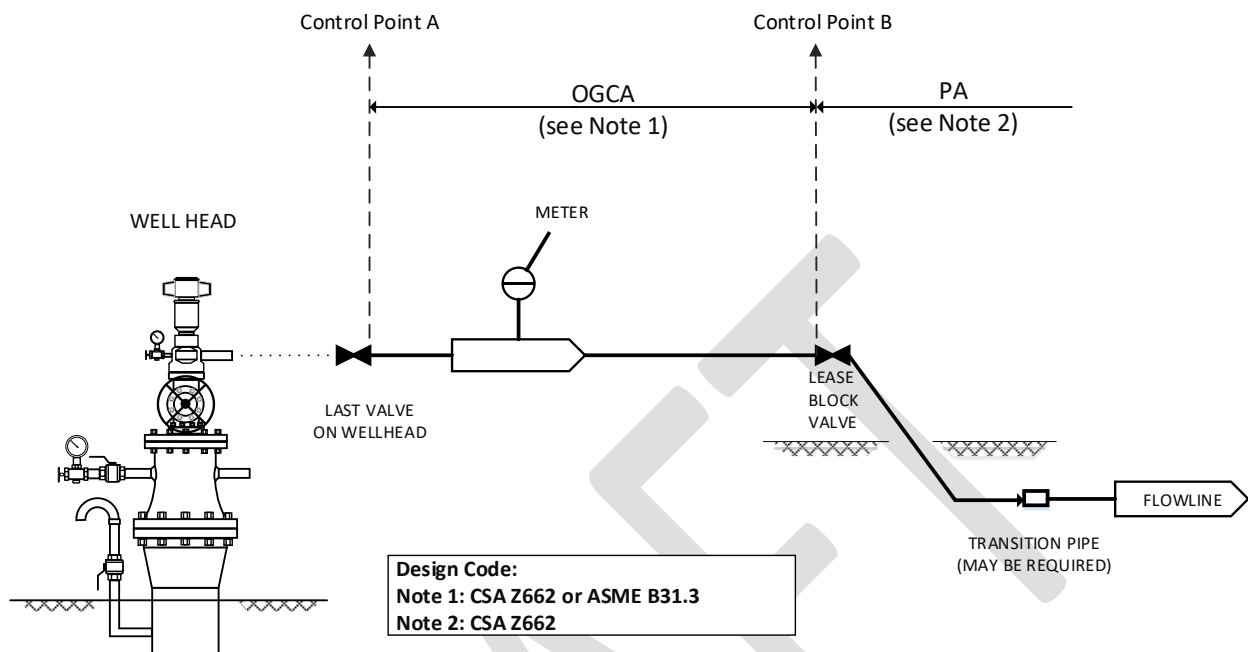 Control Point A
Control Point B
OGCA
(see Note 1)
PA
(see Note 2)
WELL HEAD
METER
LAST VALVE
ON WELLHEAD
LEASE
BLOCK
VALVE
FLOWLINE
TRANSITION PIPE
(MAY BE REQUIRED)
Design Code:
Note 1: CSA Z662 or ASME B31.3
Note 2: CSA Z662